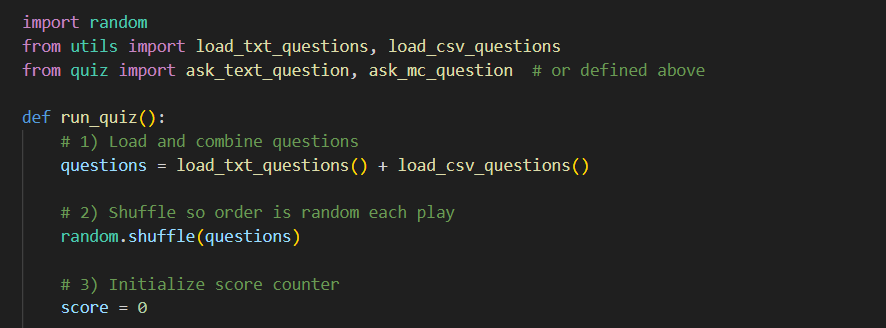 import random
from utils import load_txt_questions, load_csv_questions
from quiz import ask_text_question, ask_mc_question  # or defined above
def run_quiz():
    # 1) Load and combine questions
    questions = load_txt_questions() + load_csv_questions()
    # 2) Shuffle so order is random each play
    random.shuffle(questions)
    # 3) Initialize score counter
    score = 0